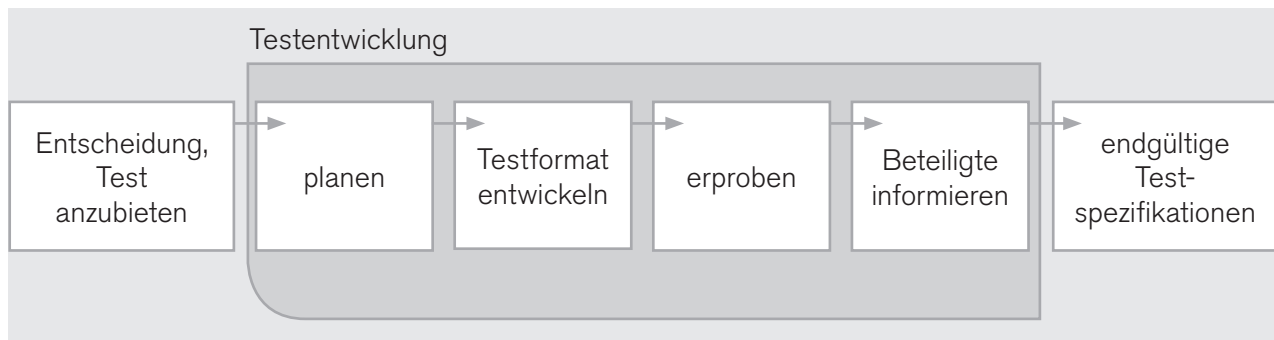 Testentwicklung
Entscheidung,
Test
anzubieten
planen
Testformat
entwickeln
erproben
Beteiligte
informieren
endgültige
Test-
spezifikationen